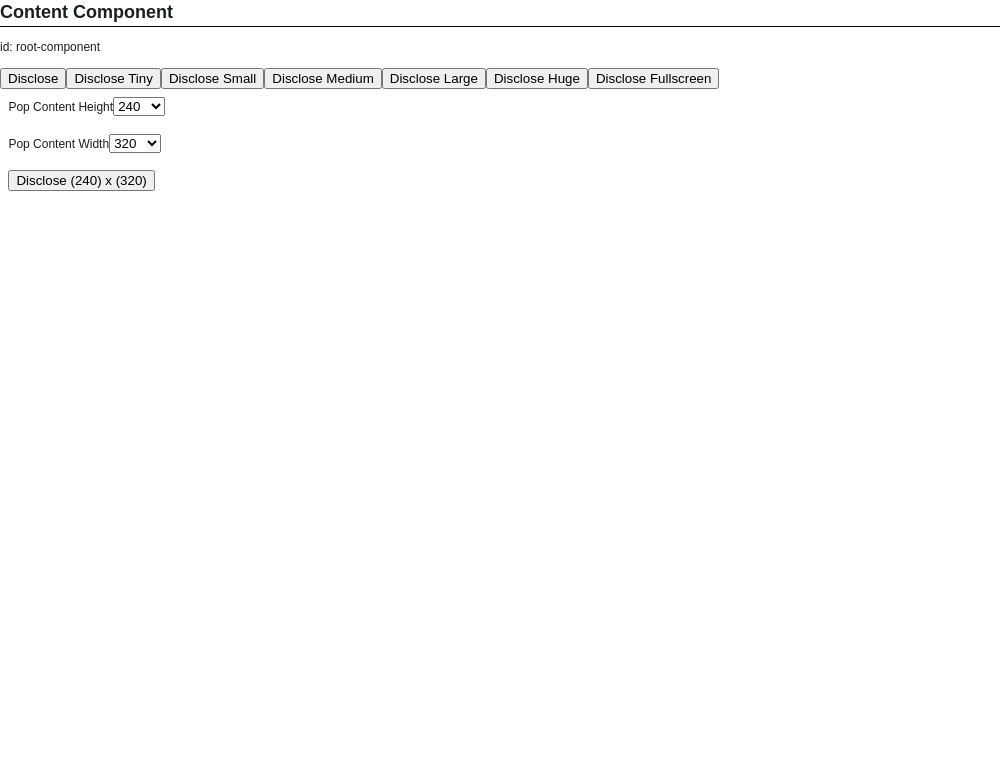 Content Component
id: root-component
Disclose Disclose Tiny Disclose Small Disclose Medium Disclose Large Disclose Huge Disclose Fullscreen
Pop Content Height 240
Pop Content Width 320
Disclose (240) x (320)